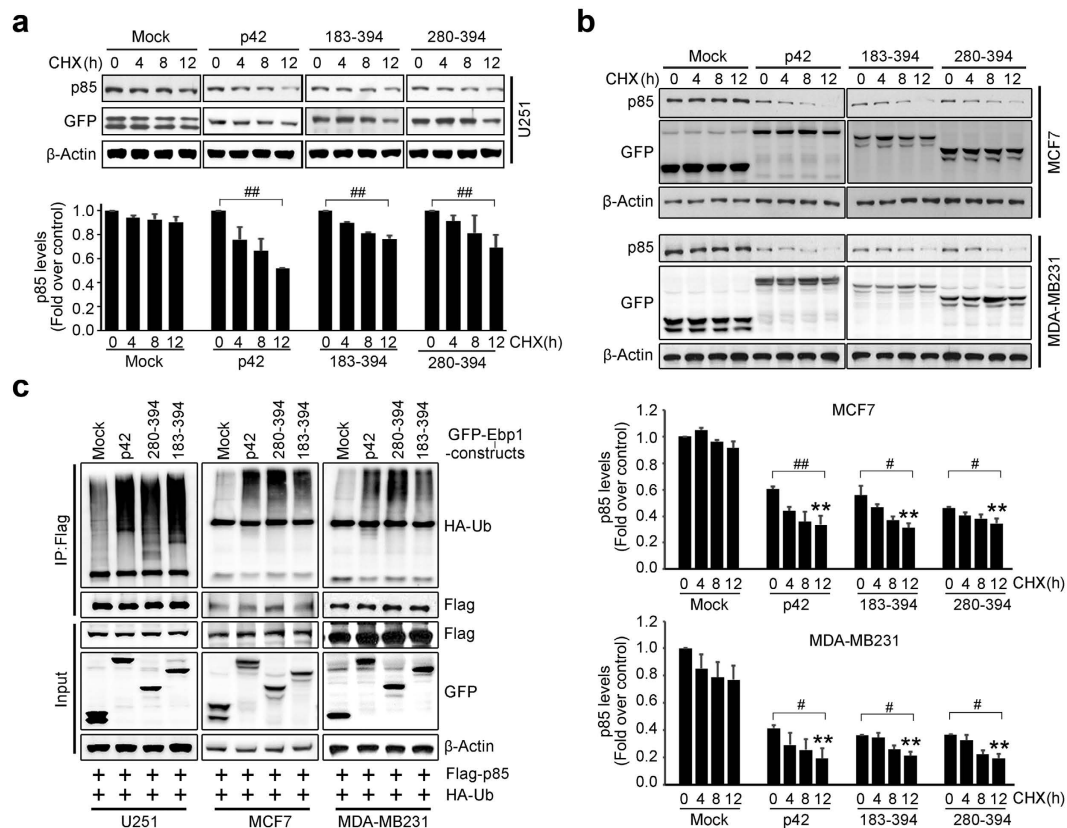 a
Mock p42 183-394 280-394
CHX(h) 0 4 8 12 0 4 8 12 0 4 8 12 0 4 8 12
p85
GFP
β-Actin
U251
##
##
##
p85 levels
(Fold over control)
1.0
0.8
0.6
0.4
0.2
0.0
0 4 8 12 0 4 8 12 0 4 8 12 0 4 8 12 CHX(h)
Mock p42 183-394 280-394
b
Mock p42 183-394 280-394
CHX(h) 0 4 8 12 0 4 8 12 0 4 8 12 0 4 8 12
p85
GFP
β-Actin
MCF7
p85
GFP
β-Actin
MDA-MB231
MCF7
p85 levels
(Fold over control)
1.2
1.0
0.8
0.6
0.4
0.2
0.0
## # #
** ** **
0 4 8 12 0 4 8 12 0 4 8 12 0 4 8 12 CHX(h)
Mock p42 183-394 280-394
MDA-MB231
p85 levels
(Fold over control)
1.2
1.0
0.8
0.6
0.4
0.2
0.0
# # #
** ** **
0 4 8 12 0 4 8 12 0 4 8 12 0 4 8 12 CHX(h)
Mock p42 183-394 280-394
c
Mock p42 280-394 183-394 Mock p42 280-394 183-394 Mock p42 280-394 183-394
GFP-Ebp1
-constructs
IP:Flag
HA-Ub
Flag
Input
Flag
GFP
β-Actin
+ + + + + + + + + + + + Flag-p85
+ + + + + + + + + + + + HA-Ub
U251 MCF7 MDA-MB231